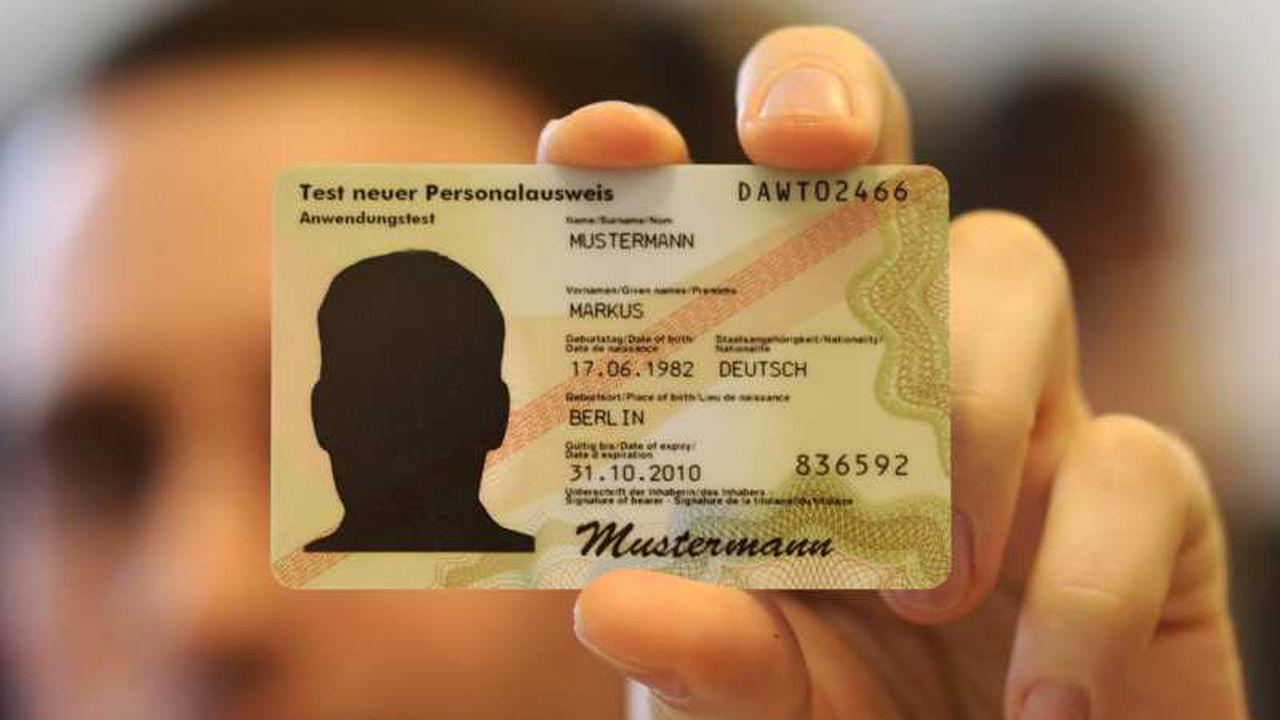 Test neuer Personalausweis
DAWT02466
Anwendungstest
Name/Surname/Nom
MUSTERMANN
Vornamen/Given names/Prénoms
MARKUS
Geburtstag/Date of birth/
Date de naissance
Staatsangehörigkeit/Nationality/
Nationalité
17.06.1982 DEUTSCH
Geburtsort/Place of birth/Lieu de naissance
BERLIN
Gültig bis/Date of expiry/
Date d'expiration
31.10.2010
836592
Unterschrift der Inhaberin/des Inhabers
Signature of bearer - Signature de la titulaire/du titulaire
Mustermann